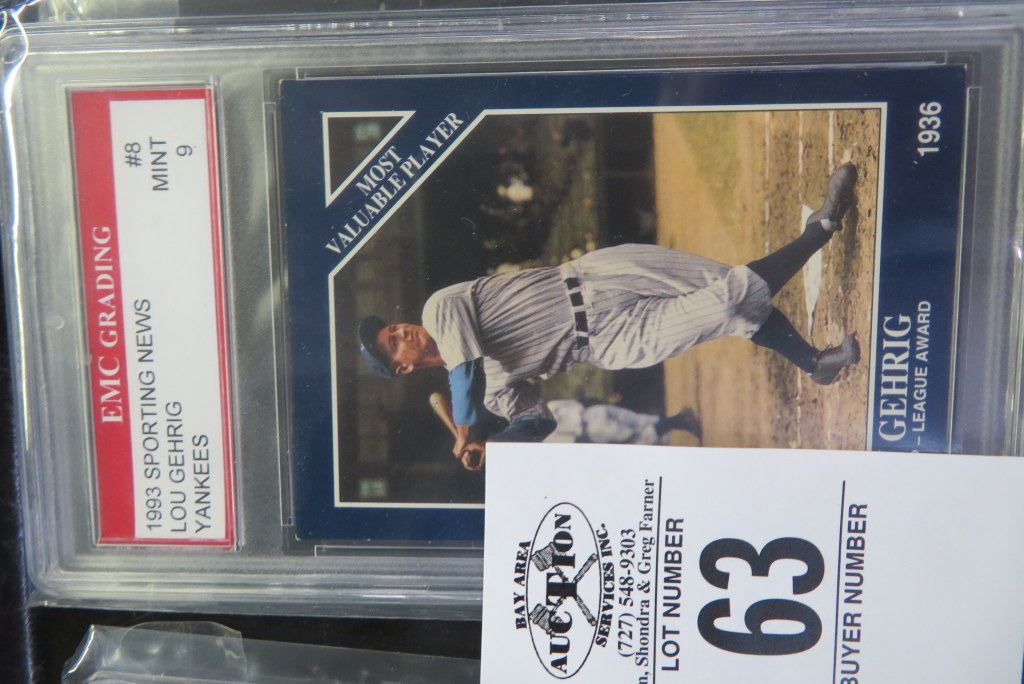 EMC GRADING
1993 SPORTING NEWS
#8
LOU GEHRIG
MINT
YANKEES
9
MOST
VALUABLE PLAYER
GEHRIG
LEAGUE AWARD
1936
BAY AREA
AUCTION
SERVICES INC.
(727) 548-9303
Shondra & Greg Farner
LOT NUMBER
63
BUYER NUMBER